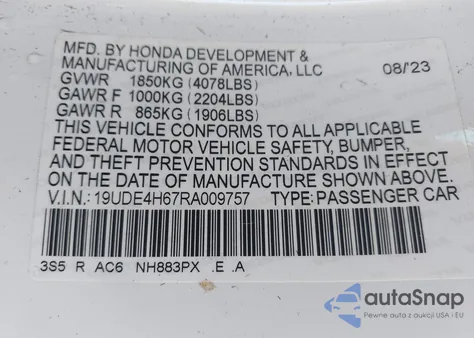 MFD. BY HONDA DEVELOPMENT &
MANUFACTURING OF AMERICA, LLC 08/23
GVWR 1850KG (4078LBS)
GAWR F 1000KG (2204LBS)
GAWR R 865KG (1906LBS)
THIS VEHICLE CONFORMS TO ALL APPLICABLE
FEDERAL MOTOR VEHICLE SAFETY, BUMPER,
AND THEFT PREVENTION STANDARDS IN EFFECT
ON THE DATE OF MANUFACTURE SHOWN ABOVE.
V.I.N.: 19UDE4H67RA009757 TYPE:PASSENGER CAR
3S5 R AC6 NH883PX .E .A
autoSnap
Pewne auta z aukcji USA i EU